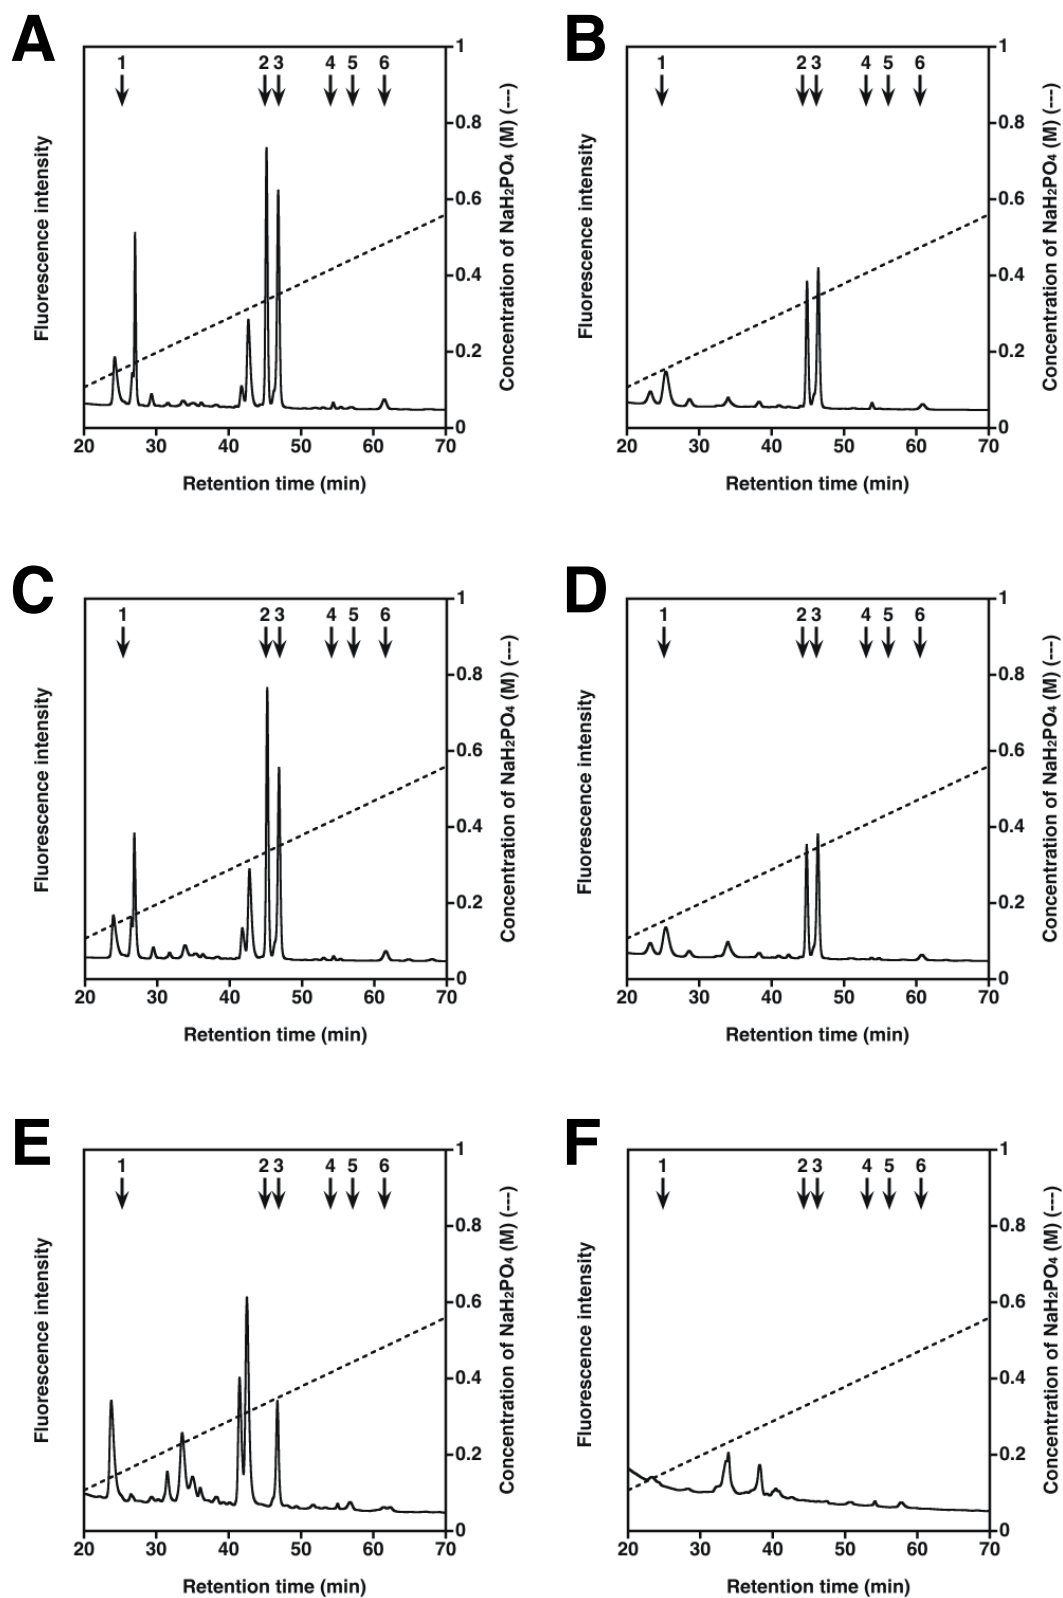 A
1 2 3 4 5 6
Fluorescence intensity
1
0.8
0.6
0.4
0.2
0
Concentration of NaH2PO4 (M) (---)
20 30 40 50 60 70
Retention time (min)
B
1 2 3 4 5 6
Fluorescence intensity
1
0.8
0.6
0.4
0.2
0
Concentration of NaH2PO4 (M) (---)
20 30 40 50 60 70
Retention time (min)
C
1 2 3 4 5 6
Fluorescence intensity
1
0.8
0.6
0.4
0.2
0
Concentration of NaH2PO4 (M) (---)
20 30 40 50 60 70
Retention time (min)
D
1 2 3 4 5 6
Fluorescence intensity
1
0.8
0.6
0.4
0.2
0
Concentration of NaH2PO4 (M) (---)
20 30 40 50 60 70
Retention time (min)
E
1 2 3 4 5 6
Fluorescence intensity
1
0.8
0.6
0.4
0.2
0
Concentration of NaH2PO4 (M) (---)
20 30 40 50 60 70
Retention time (min)
F
1 2 3 4 5 6
Fluorescence intensity
1
0.8
0.6
0.4
0.2
0
Concentration of NaH2PO4 (M) (---)
20 30 40 50 60 70
Retention time (min)